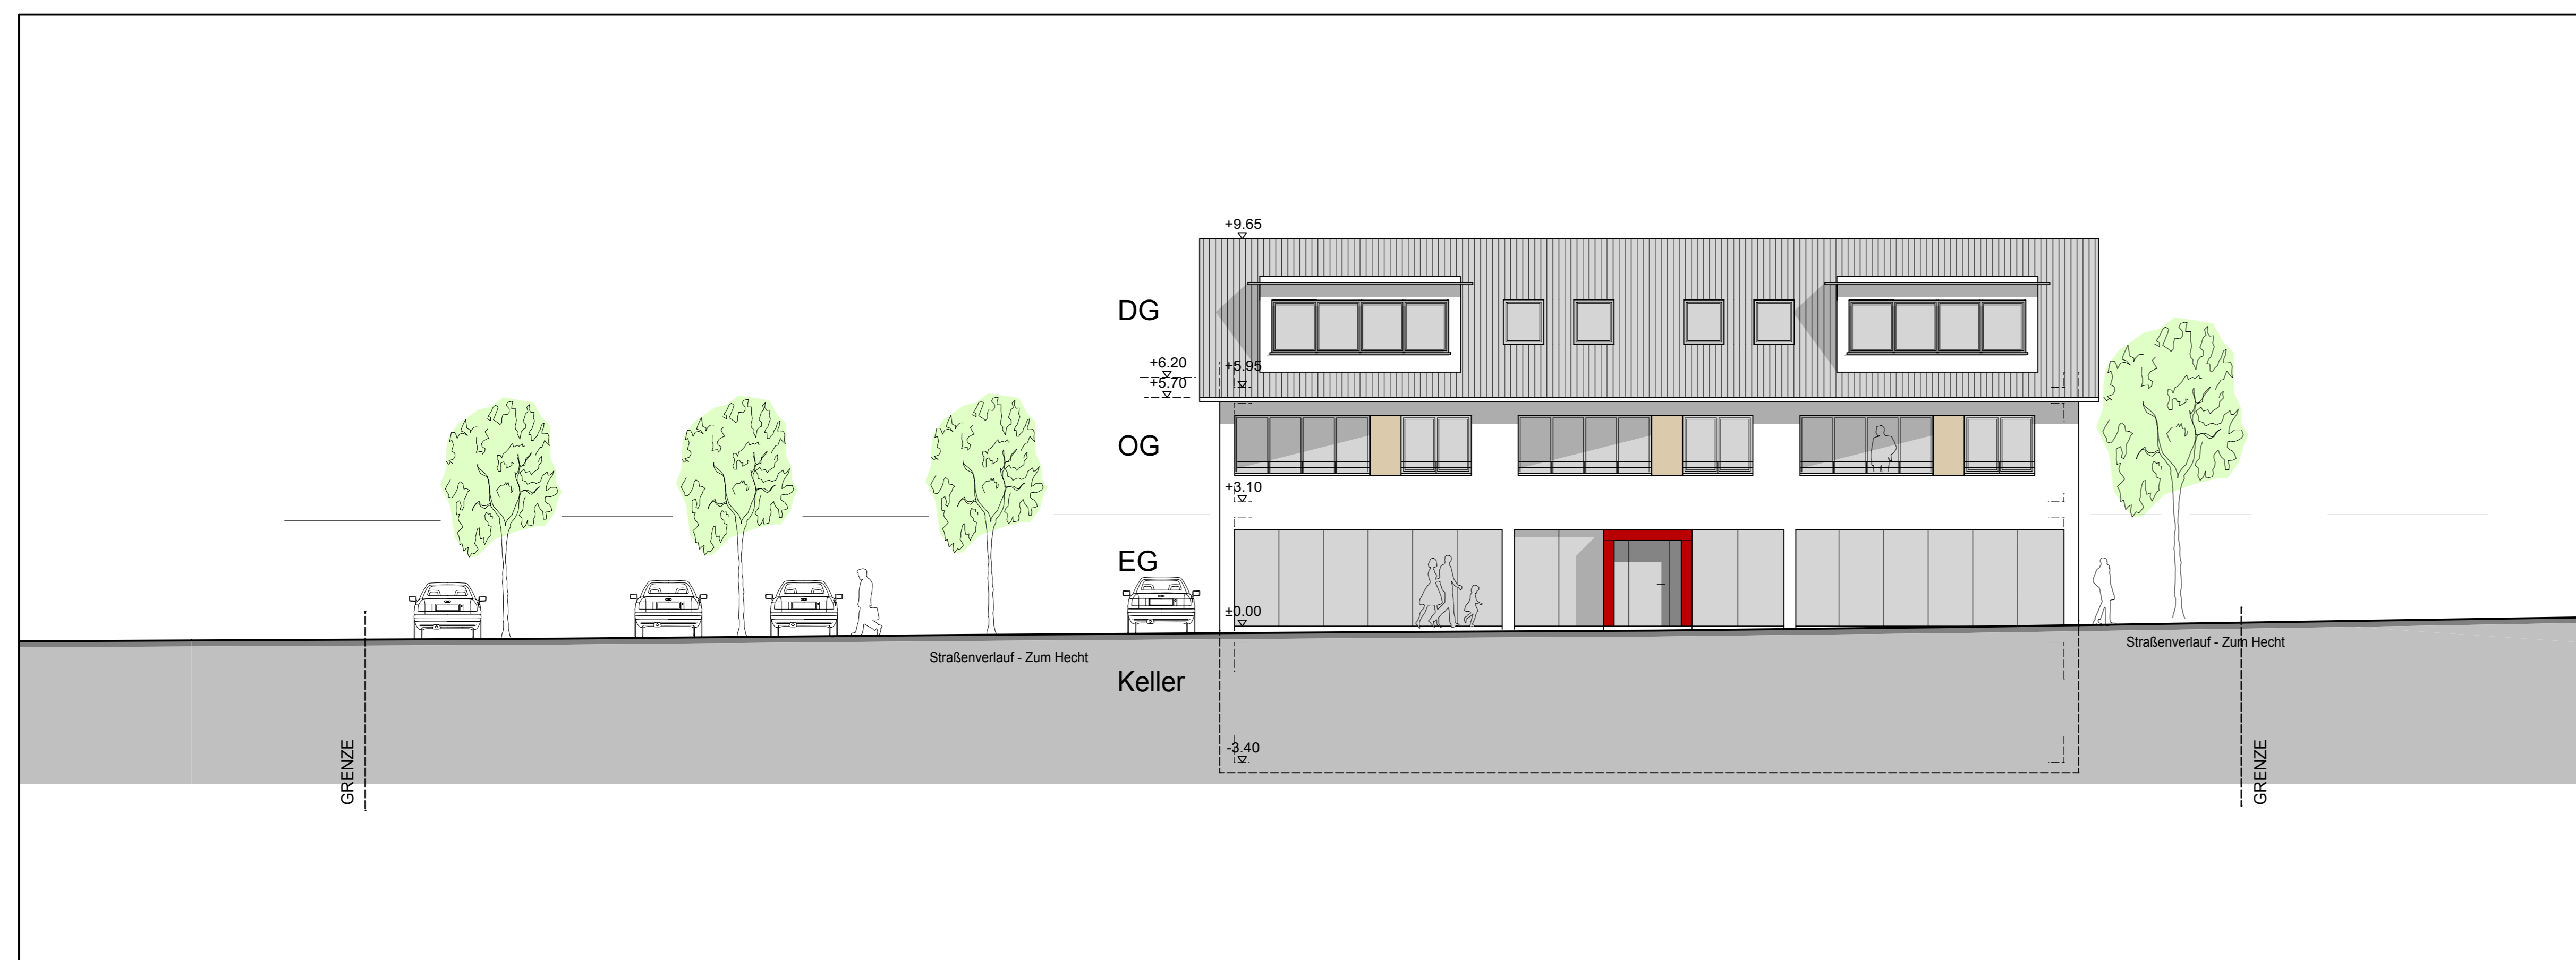 +9.65
DG
+6.20
+5.95
+5.70
OG
+3.10
EG
±0.00
Straßenverlauf - Zum Hecht
Straßenverlauf - Zum Hecht
Keller
-3.40
GRENZE
GRENZE